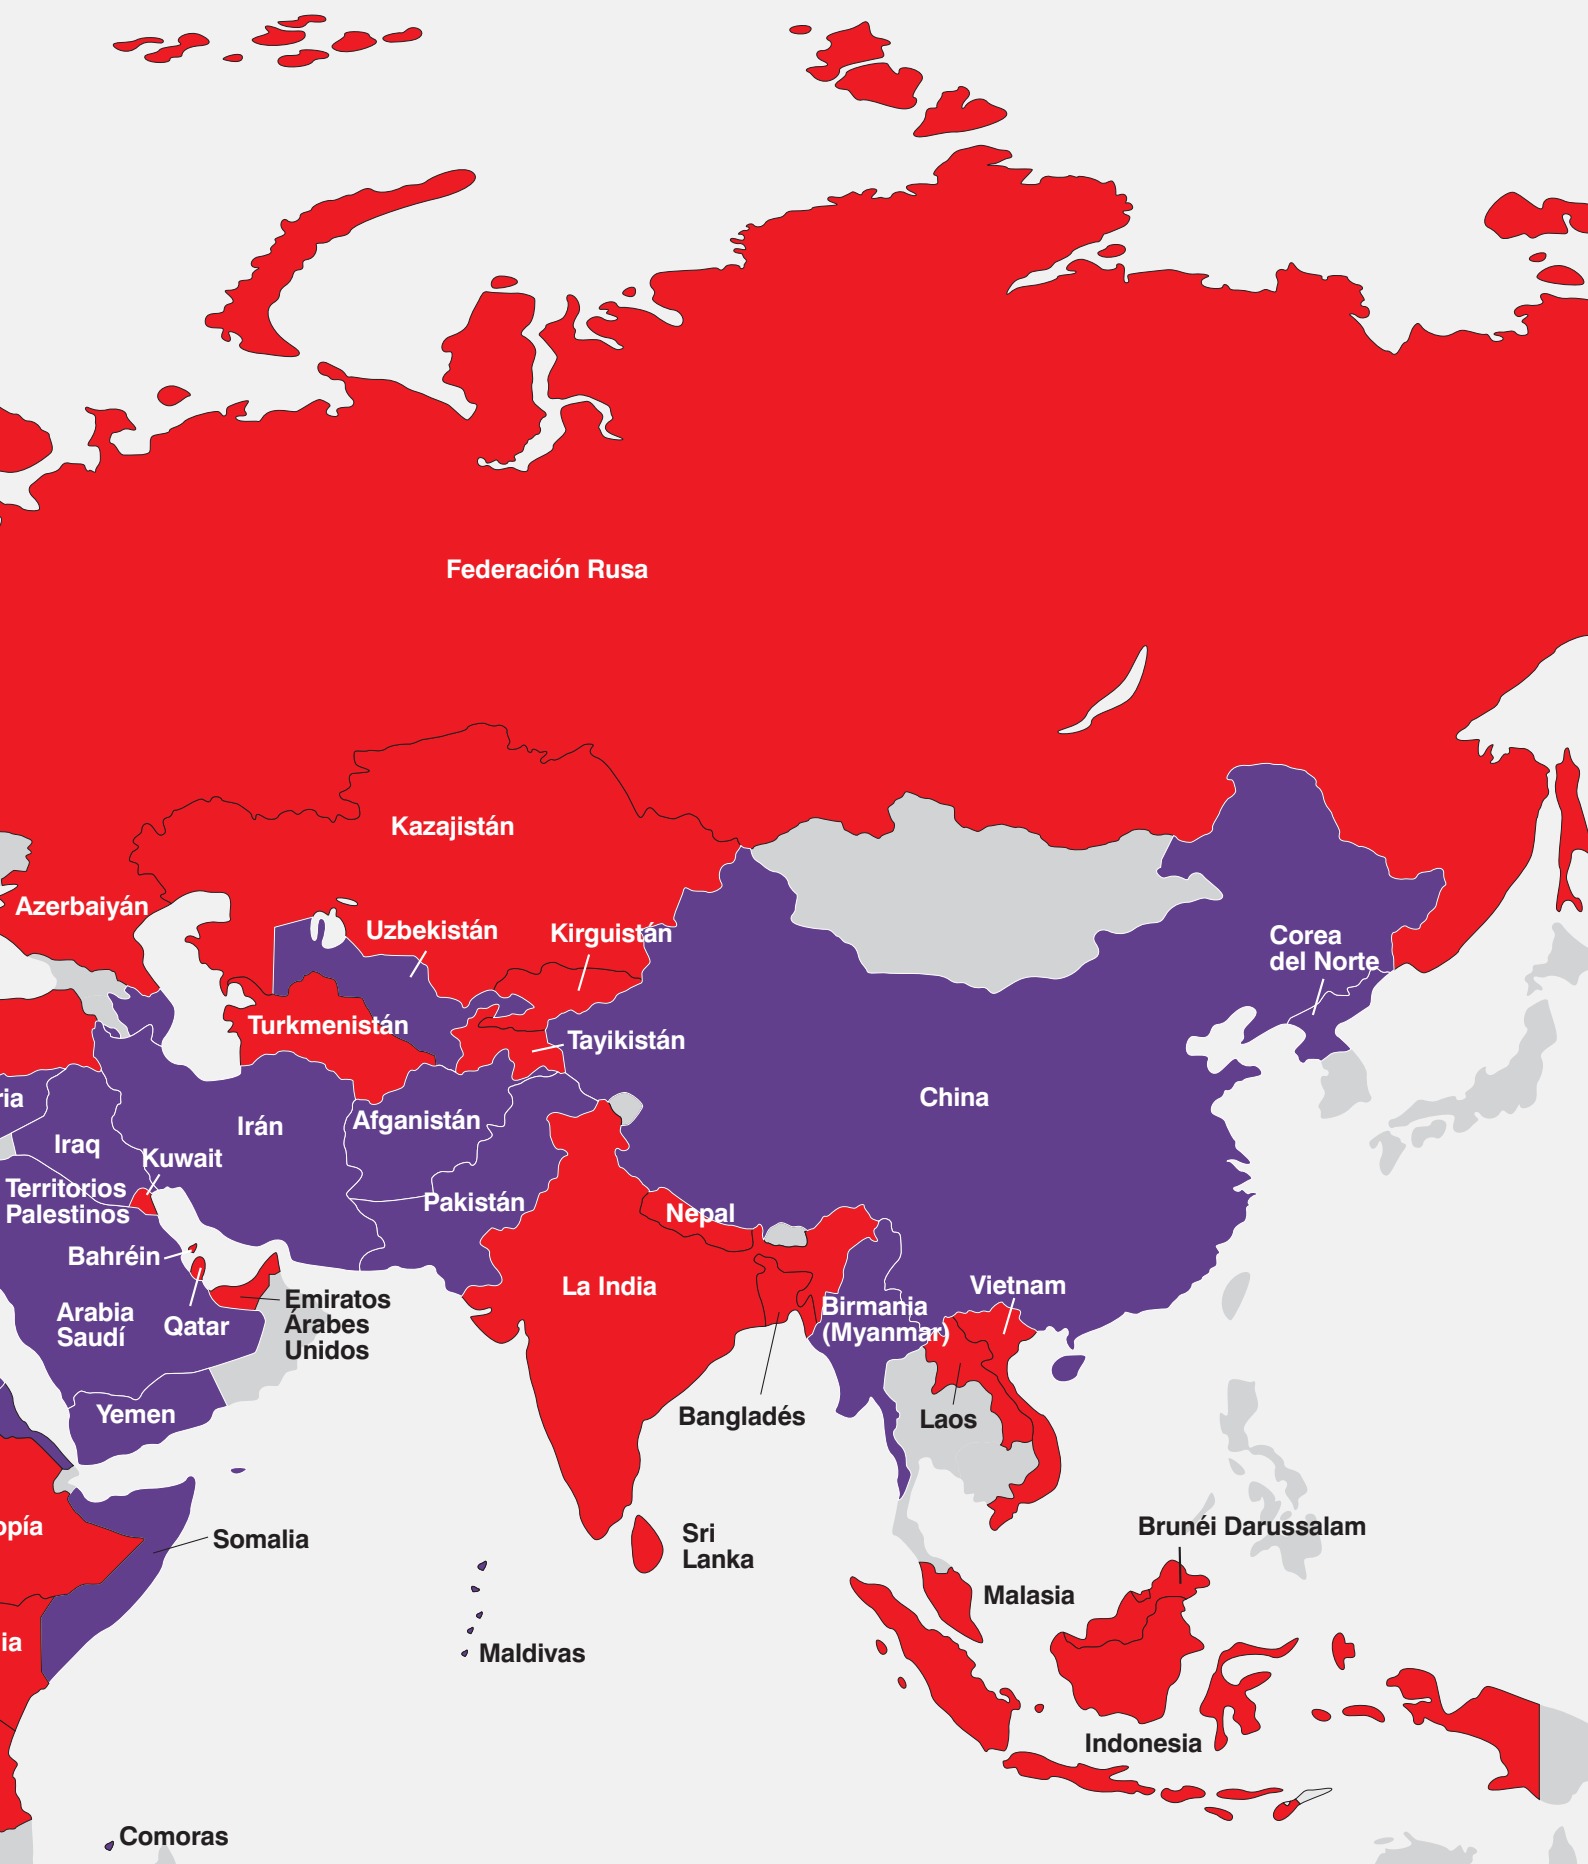 Federación Rusa
Kazajistán
Azerbaiyán
Uzbekistán
Kirguistán
Corea
del Norte
Turkmenistán
Tayikistán
China
ria
Irán
Afganistán
Iraq
Kuwait
Territorios
Palestinos
Pakistán
Nepal
Bahréin
La India
Vietnam
Emiratos
Árabes
Unidos
Arabia
Saudí
Qatar
Birmania
(Myanmar)
Yemen
Bangladés
Laos
opía
Somalia
Sri
Lanka
Brunéi Darussalam
Malasia
ia
Maldivas
Indonesia
Comoras